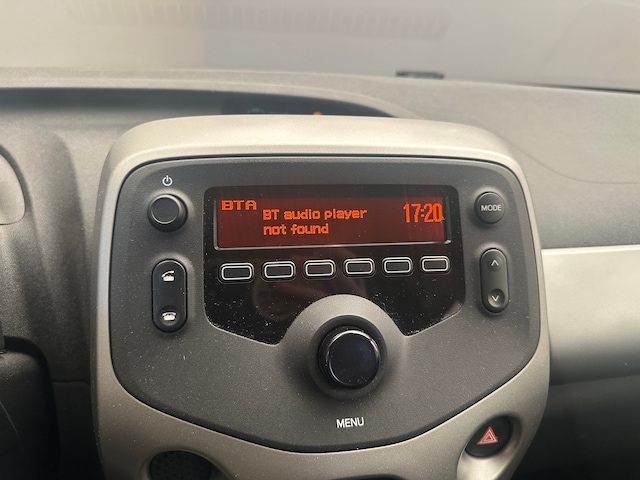 BTA
BT audio player
not found
17:20
MODE
MENU